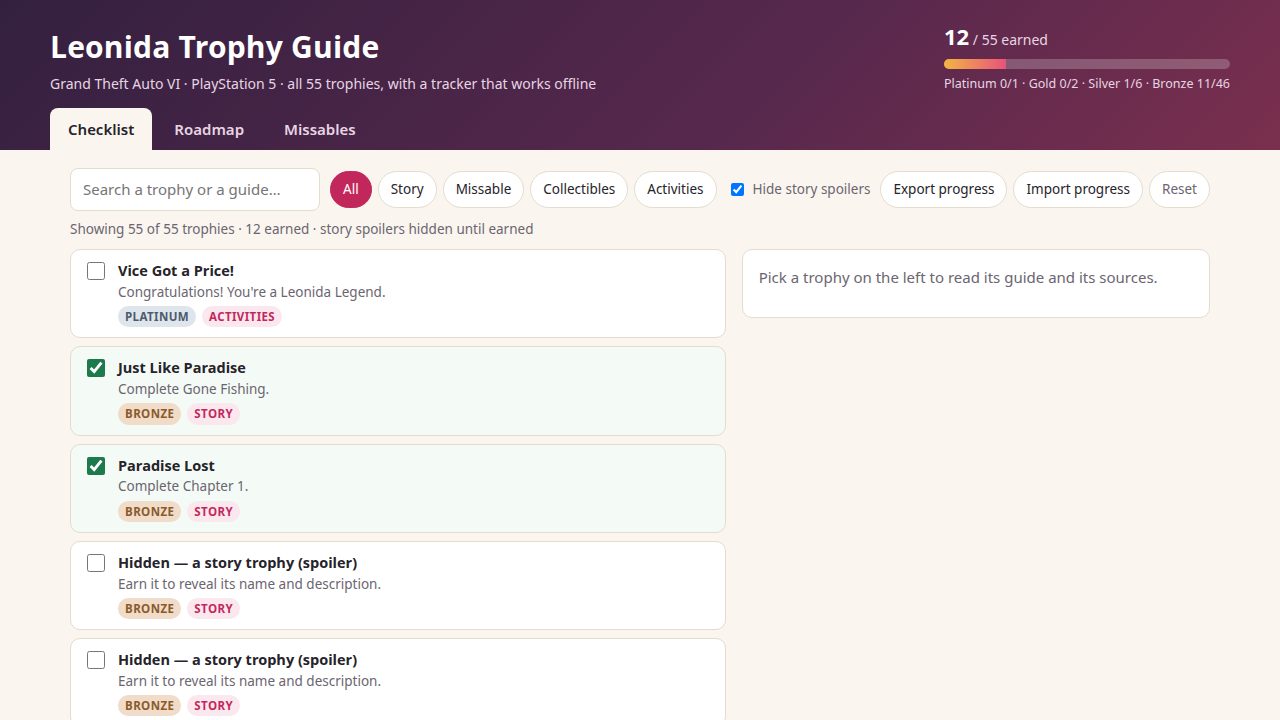 Leonida Trophy Guide
Grand Theft Auto VI · PlayStation 5 · all 55 trophies, with a tracker that works offline
12 / 55 earned
Platinum 0/1 · Gold 0/2 · Silver 1/6 · Bronze 11/46
Checklist Roadmap Missables
Search a trophy or a guide... All Story Missable Collectibles Activities Hide story spoilers Export progress Import progress Reset
Showing 55 of 55 trophies · 12 earned · story spoilers hidden until earned
Vice Got a Price!
Congratulations! You're a Leonida Legend.
PLATINUM ACTIVITIES
Pick a trophy on the left to read its guide and its sources.
Just Like Paradise
Complete Gone Fishing.
BRONZE STORY
Paradise Lost
Complete Chapter 1.
BRONZE STORY
Hidden — a story trophy (spoiler)
Earn it to reveal its name and description.
BRONZE STORY
Hidden — a story trophy (spoiler)
Earn it to reveal its name and description.
BRONZE STORY